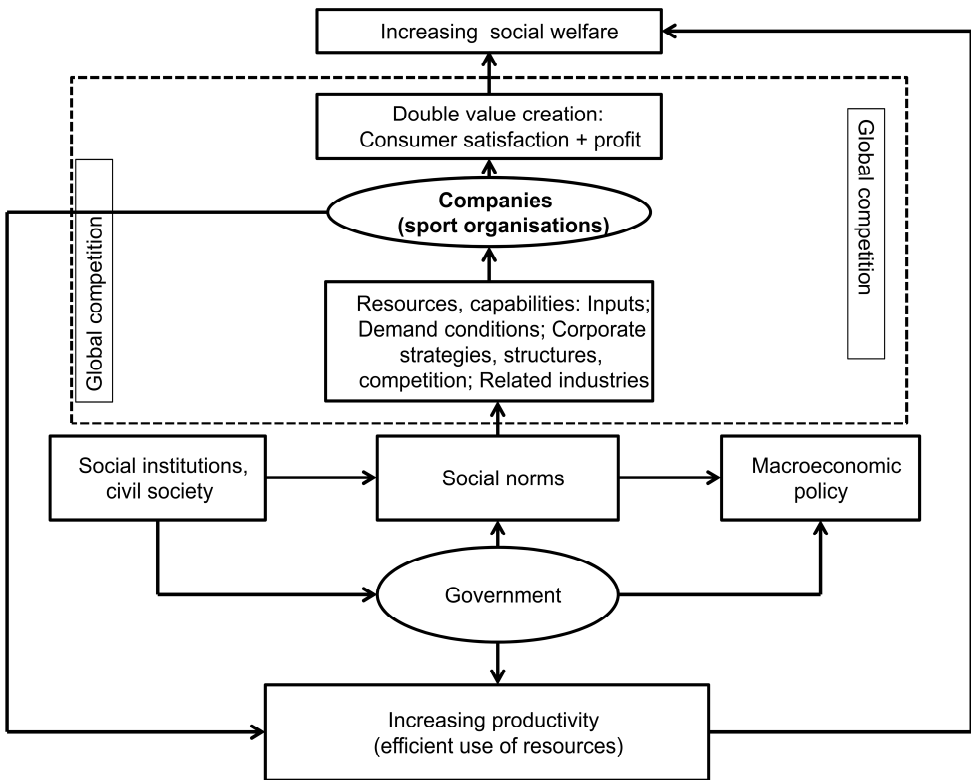 Increasing social welfare
Double value creation:
Consumer satisfaction + profit
Global competition
Global competition
Companies
(sport organisations)
Resources, capabilities: Inputs;
Demand conditions; Corporate
strategies, structures,
competition; Related industries
Social institutions,
civil society
Social norms
Macroeconomic
policy
Government
Increasing productivity
(efficient use of resources)